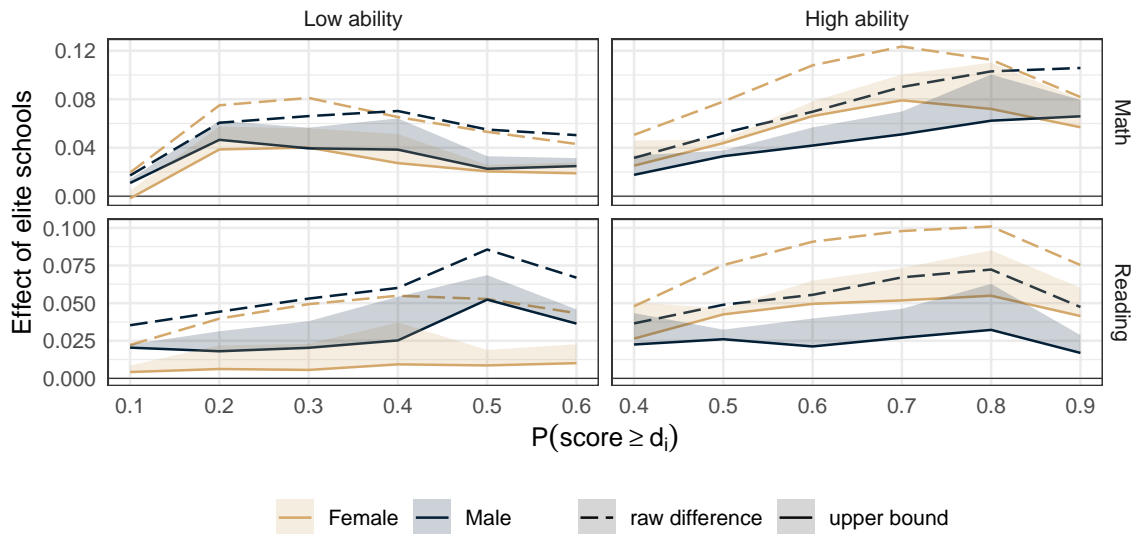 Low ability High ability
0.12
0.08
0.04
0.00
Math
0.100
0.075
0.050
0.025
0.000
Reading
Effect of elite schools
0.1 0.2 0.3 0.4 0.5 0.6 0.4 0.5 0.6 0.7 0.8 0.9
P(score ≥ dᵢ)
Female Male raw difference upper bound